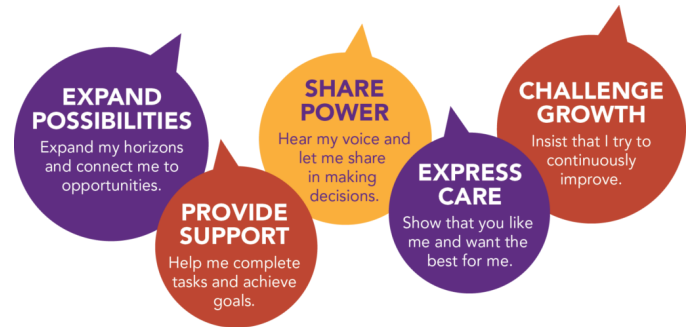 EXPAND
POSSIBILITIES
Expand my horizons
and connect me to
opportunities.
PROVIDE
SUPPORT
Help me complete
tasks and achieve
goals.
SHARE
POWER
Hear my voice and
let me share
in making
decisions.
EXPRESS
CARE
Show that you like
me and want the
best for me.
CHALLENGE
GROWTH
Insist that I try to
continuously
improve.